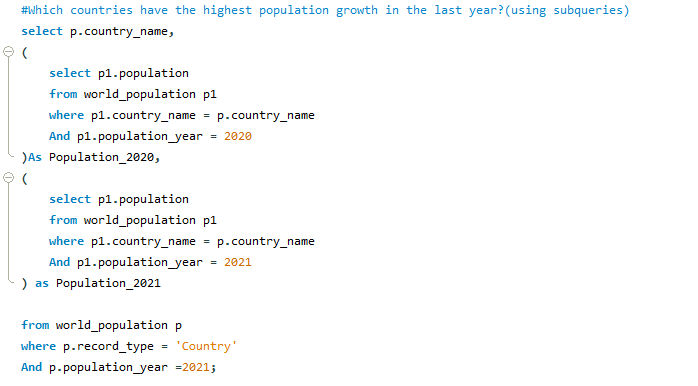 #Which countries have the highest population growth in the last year?(using subqueries)
select p.country_name,
(
select p1.population
from world_population p1
where p1.country_name = p.country_name
And p1.population_year = 2020
)As Population_2020,
(
select p1.population
from world_population p1
where p1.country_name = p.country_name
And p1.population_year = 2021
) as Population_2021
from world_population p
where p.record_type = 'Country'
And p.population_year =2021;